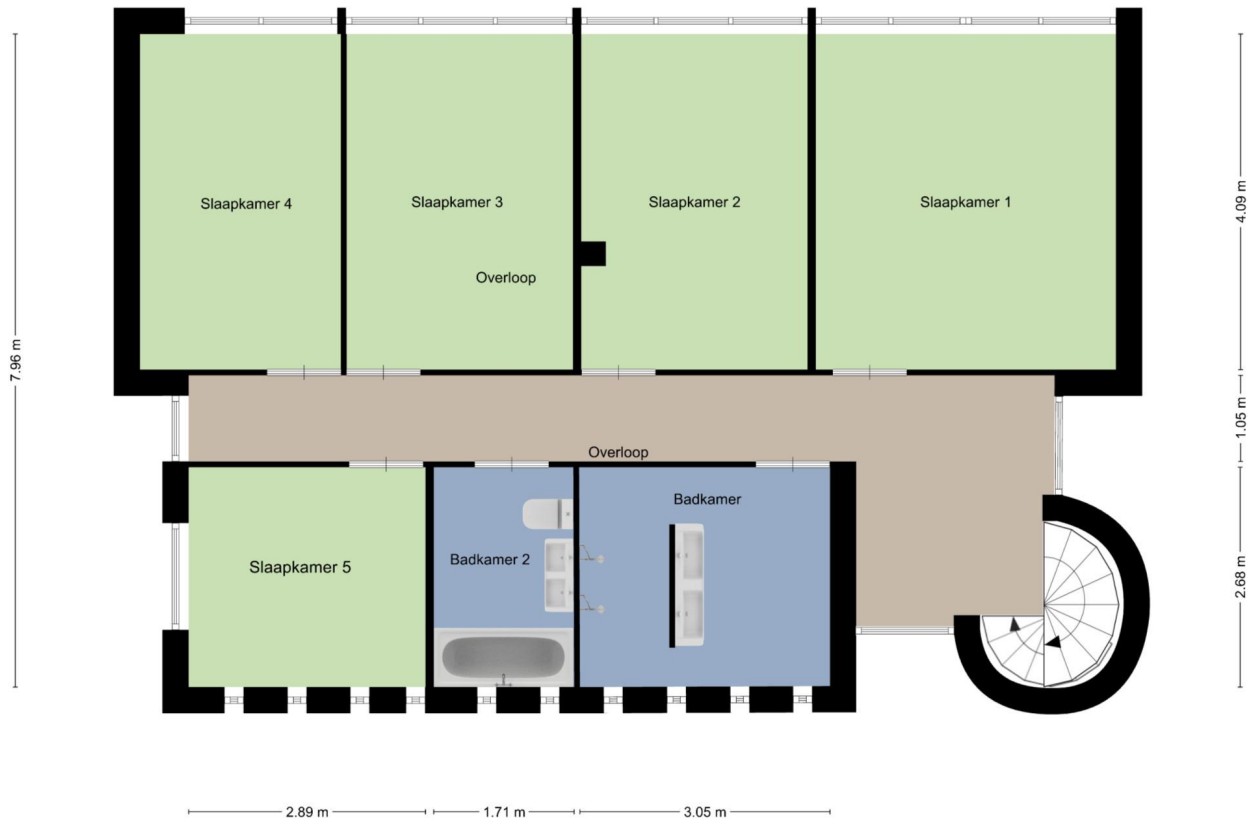 Slaapkamer 4
Slaapkamer 3
Slaapkamer 2
Slaapkamer 1
Overloop
4.09 m
7.96 m
1.05 m
Overloop
Badkamer
Badkamer 2
Slaapkamer 5
2.68 m
2.89 m
1.71 m
3.05 m